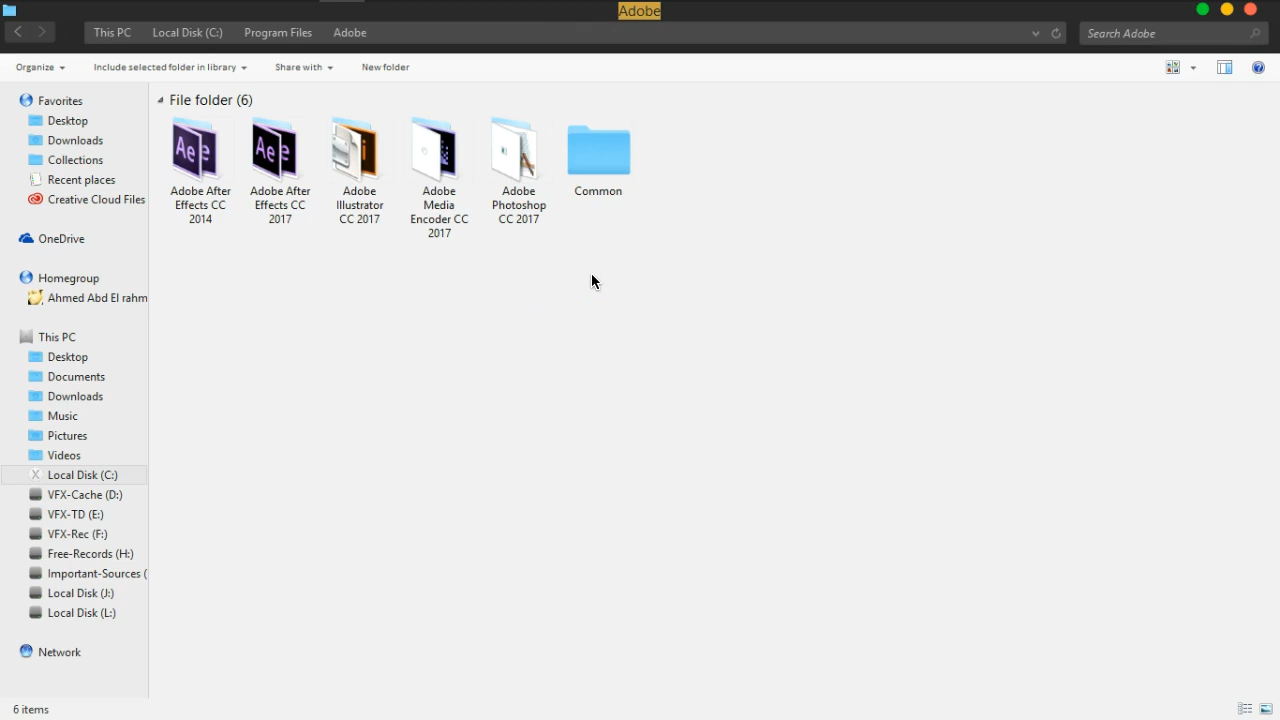 Adobe
This PC Local Disk (C:) Program Files Adobe
Search Adobe
Organize Include selected folder in library Share with New folder
Favorites
Desktop
Downloads
Collections
Recent places
Creative Cloud Files
OneDrive
Homegroup
Ahmed Abd El rahm
This PC
Desktop
Documents
Downloads
Music
Pictures
Videos
Local Disk (C:)
VFX-Cache (D:)
VFX-TD (E:)
VFX-Rec (F:)
Free-Records (H:)
Important-Sources (
Local Disk (J:)
Local Disk (L:)
Network
File folder (6)
Adobe After
Effects CC
2014
Adobe After
Effects CC
2017
Adobe
Illustrator
CC 2017
Adobe
Media
Encoder CC
2017
Adobe
Photoshop
CC 2017
Common
6 items